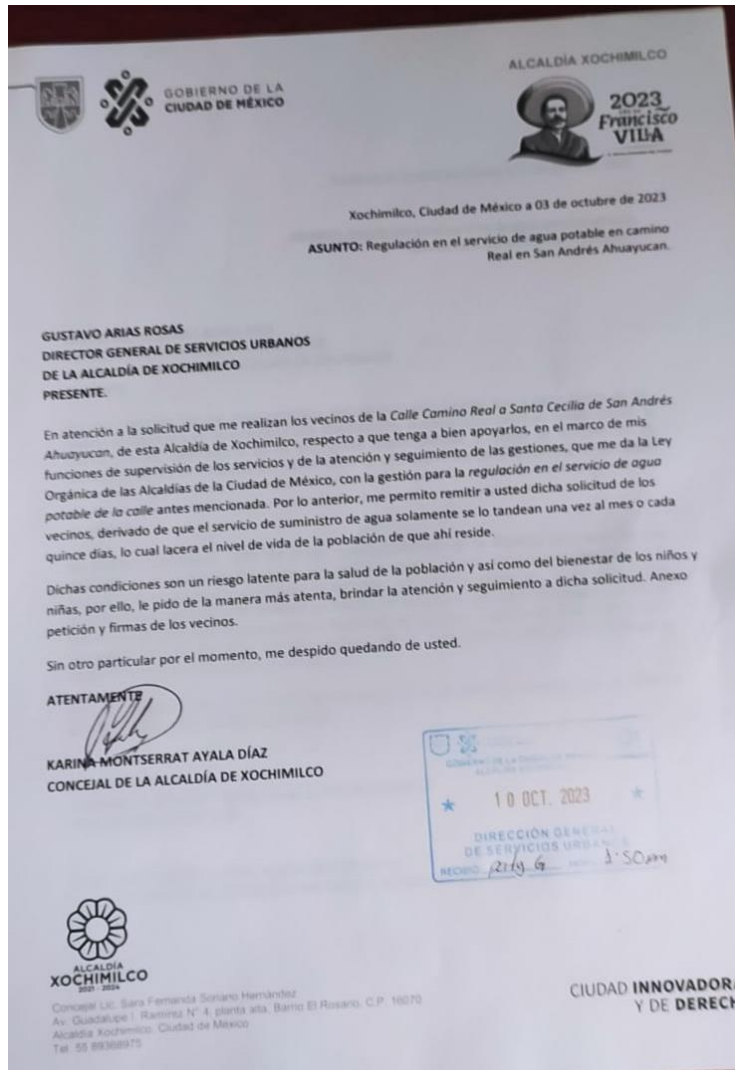 GOBIERNO DE LA
CIUDAD DE MÉXICO
ALCALDÍA XOCHIMILCO
2023
Francisco
VILLA
Xochimilco, Ciudad de México a 03 de octubre de 2023
ASUNTO: Regulación en el servicio de agua potable en camino
Real en San Andrés Ahuayucan.
GUSTAVO ARIAS ROSAS
DIRECTOR GENERAL DE SERVICIOS URBANOS
DE LA ALCALDÍA DE XOCHIMILCO
PRESENTE.
En atención a la solicitud que me realizan los vecinos de la Calle Camino Real a Santa Cecilia de San Andrés
Ahuayucan, de esta Alcaldía de Xochimilco, respecto a que tenga a bien apoyarlos, en el marco de mis
funciones de supervisión de los servicios y de la atención y seguimiento de las gestiones, que me da la Ley
Orgánica de las Alcaldías de la Ciudad de México, con la gestión para la regulación en el servicio de agua
potable de la calle antes mencionada. Por lo anterior, me permito remitir a usted dicha solicitud de los
vecinos, derivado de que el servicio de suministro de agua solamente se lo tandean una vez al mes o cada
quince días, lo cual lacera el nivel de vida de la población de que ahí reside.
Dichas condiciones son un riesgo latente para la salud de la población y así como del bienestar de los niños y
niñas, por ello, le pido de la manera más atenta, brindar la atención y seguimiento a dicha solicitud. Anexo
petición y firmas de los vecinos.
Sin otro particular por el momento, me despido quedando de usted.
ATENTAMENTE
KARINA MONTSERRAT AYALA DÍAZ
CONCEJAL DE LA ALCALDÍA DE XOCHIMILCO
10 OCT. 2023
DIRECCIÓN GENERAL
DE SERVICIOS URBANOS
RECIBIÓ
ALCALDÍA
XOCHIMILCO
2021 - 2024
Concejal Lic. Sara Fernanda Soriano Hernández
Av. Guadalupe I. Ramírez N° 4, planta alta, Barrio El Rosario, C.P. 16070
Alcaldía Xochimilco, Ciudad de México
Tel. 55 89368975
CIUDAD INNOVADORA
Y DE DERECH